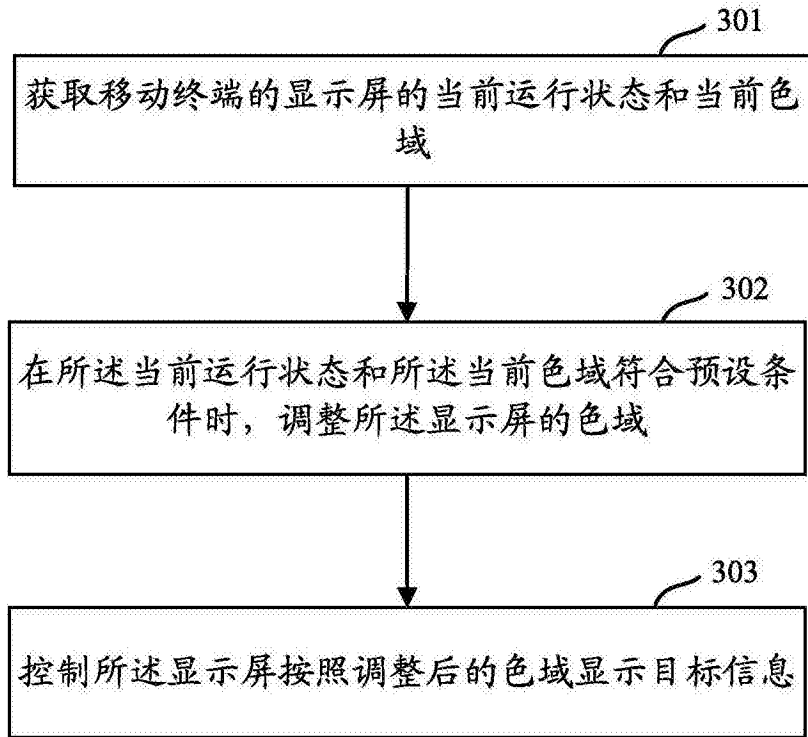 301
获取移动终端的显示屏的当前运行状态和当前色
域
302
在所述当前运行状态和所述当前色域符合预设条
件时，调整所述显示屏的色域
303
控制所述显示屏按照调整后的色域显示目标信息